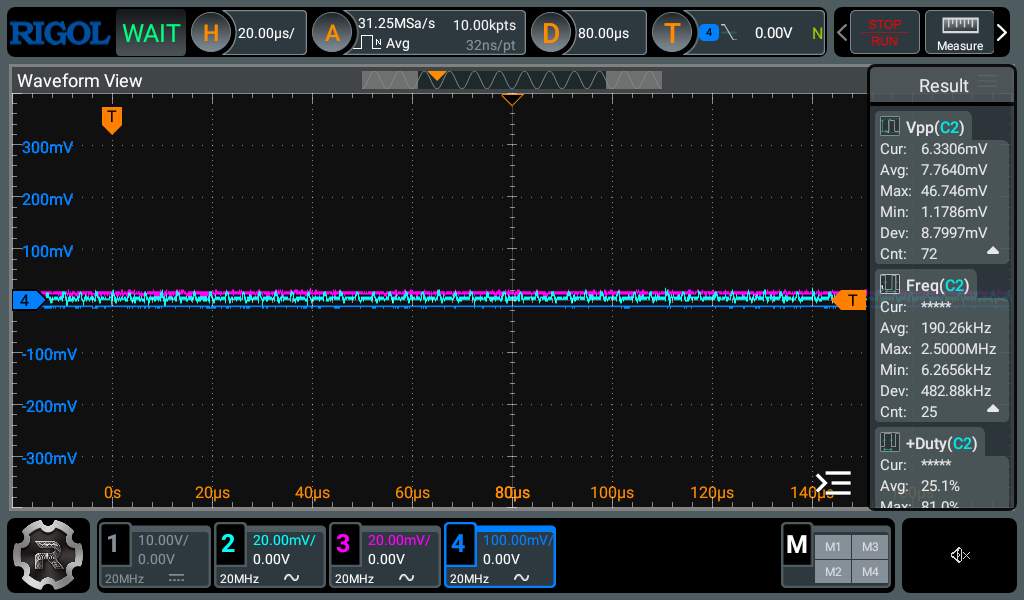 RIGOL WAIT H 20.00μs/ A 31.25MSa/s 10.00kpts D 80.00μs T 4 0.00V N STOP
Avg 32ns/pt RUN Measure
Waveform View
Result
T
300mV
200mV
100mV
4
T
-100mV
-200mV
-300mV
0s 20μs 40μs 60μs 80μs 100μs 120μs 140μs
Vpp(C2)
Cur: 6.3306mV
Avg: 7.7640mV
Max: 46.746mV
Min: 1.1786mV
Dev: 8.7997mV
Cnt: 72
Freq(C2)
Cur: *****
Avg: 190.26kHz
Max: 2.5000MHz
Min: 6.2656kHz
Dev: 482.88kHz
Cnt: 25
+Duty(C2)
Cur: *****
Avg: 25.1%
Max: 81.0%
R
1 10.00V/ 0.00V 20MHz
2 20.00mV/ 0.00V 20MHz
3 20.00mV/ 0.00V 20MHz
4 100.00mV/ 0.00V 20MHz
M M1 M3
M2 M4